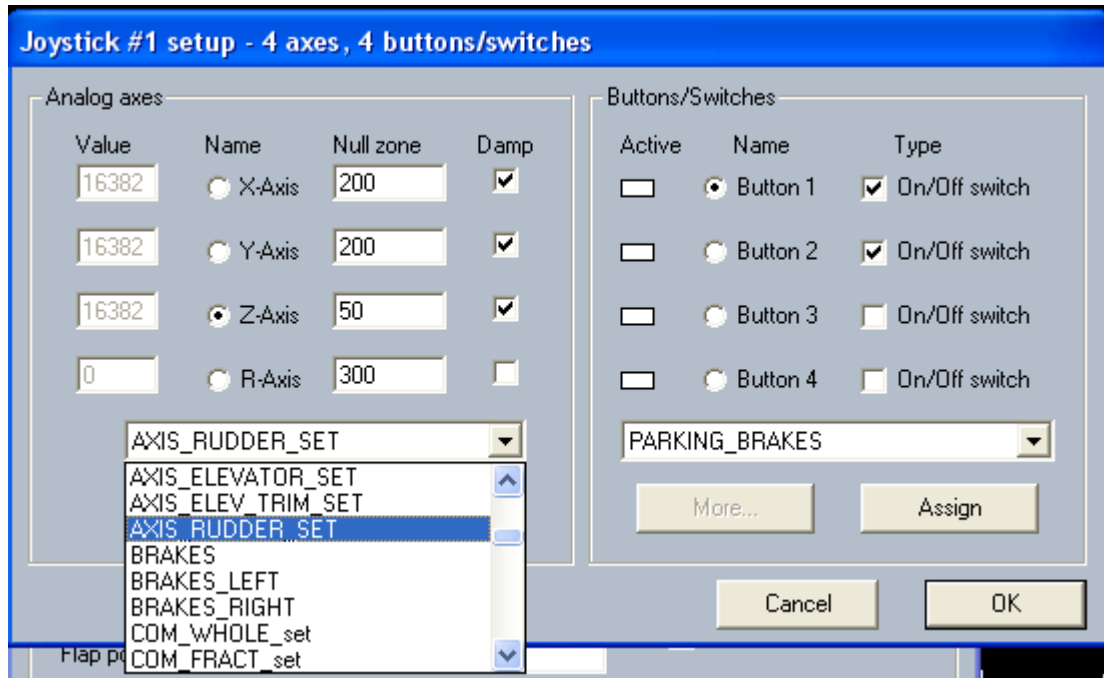 Joystick #1 setup - 4 axes, 4 buttons/switches
Analog axes
Value Name Null zone Damp
16382 X-Axis 200
16382 Y-Axis 200
16382 Z-Axis 50
0 R-Axis 300
AXIS_RUDDER_SET
AXIS_ELEVATOR_SET
AXIS_ELEV_TRIM_SET
AXIS_RUDDER_SET
BRAKES
BRAKES_LEFT
BRAKES_RIGHT
COM_WHOLE_set
COM_FRACT_set
Buttons/Switches
Active Name Type
Button 1 On/Off switch
Button 2 On/Off switch
Button 3 On/Off switch
Button 4 On/Off switch
PARKING_BRAKES
More... Assign
Cancel OK
Flap